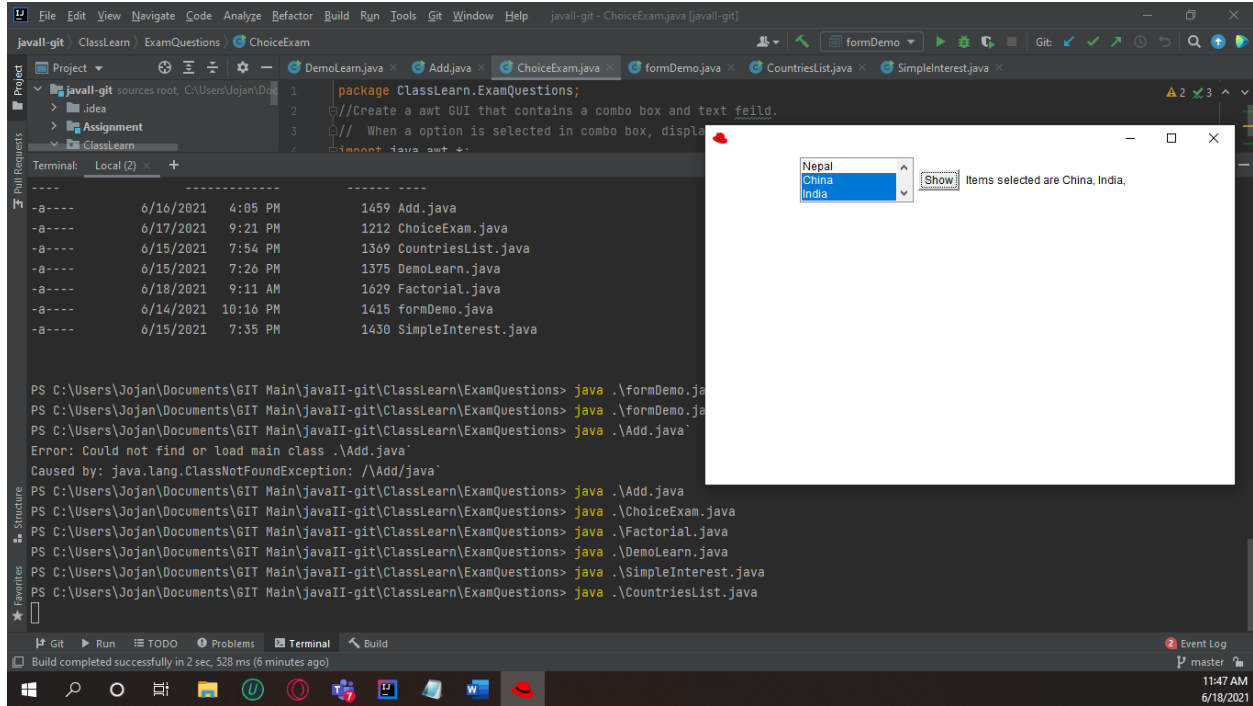 File Edit View Navigate Code Analyze Refactor Build Run Tools Git Window Help javaII-git - ChoiceExam.java [javaII-git]
javaII-git ClassLearn ExamQuestions ChoiceExam formDemo Git:
Project DemoLearn.java Add.java ChoiceExam.java formDemo.java CountriesList.java SimpleInterest.java
Project
Pull Requests
javaII-git sources root, C:\Users\Jojan\Doc
.idea
Assignment
ClassLearn
1 package ClassLearn.ExamQuestions;
2 //Create a awt GUI that contains a combo box and text feild.
3 // When a option is selected in combo box, displa
4 import java.awt.*;
2 3
Terminal: Local (2) +
---- ------------- ------ ----
-a---- 6/16/2021 4:05 PM 1459 Add.java
-a---- 6/17/2021 9:21 PM 1212 ChoiceExam.java
-a---- 6/15/2021 7:54 PM 1369 CountriesList.java
-a---- 6/15/2021 7:26 PM 1375 DemoLearn.java
-a---- 6/18/2021 9:11 AM 1629 Factorial.java
-a---- 6/14/2021 10:16 PM 1415 formDemo.java
-a---- 6/15/2021 7:35 PM 1430 SimpleInterest.java
PS C:\Users\Jojan\Documents\GIT Main\javaII-git\ClassLearn\ExamQuestions> java .\formDemo.ja
PS C:\Users\Jojan\Documents\GIT Main\javaII-git\ClassLearn\ExamQuestions> java .\formDemo.ja
PS C:\Users\Jojan\Documents\GIT Main\javaII-git\ClassLearn\ExamQuestions> java .\Add.java`
Error: Could not find or load main class .\Add.java`
Caused by: java.lang.ClassNotFoundException: /\Add/java`
PS C:\Users\Jojan\Documents\GIT Main\javaII-git\ClassLearn\ExamQuestions> java .\Add.java
PS C:\Users\Jojan\Documents\GIT Main\javaII-git\ClassLearn\ExamQuestions> java .\ChoiceExam.java
PS C:\Users\Jojan\Documents\GIT Main\javaII-git\ClassLearn\ExamQuestions> java .\Factorial.java
PS C:\Users\Jojan\Documents\GIT Main\javaII-git\ClassLearn\ExamQuestions> java .\DemoLearn.java
PS C:\Users\Jojan\Documents\GIT Main\javaII-git\ClassLearn\ExamQuestions> java .\SimpleInterest.java
PS C:\Users\Jojan\Documents\GIT Main\javaII-git\ClassLearn\ExamQuestions> java .\CountriesList.java
Nepal
China
India
Show Items selected are China, India,
Structure
Favorites
Git Run TODO Problems Terminal Build 2 Event Log
Build completed successfully in 2 sec, 528 ms (6 minutes ago) master
7
11:47 AM
6/18/2021